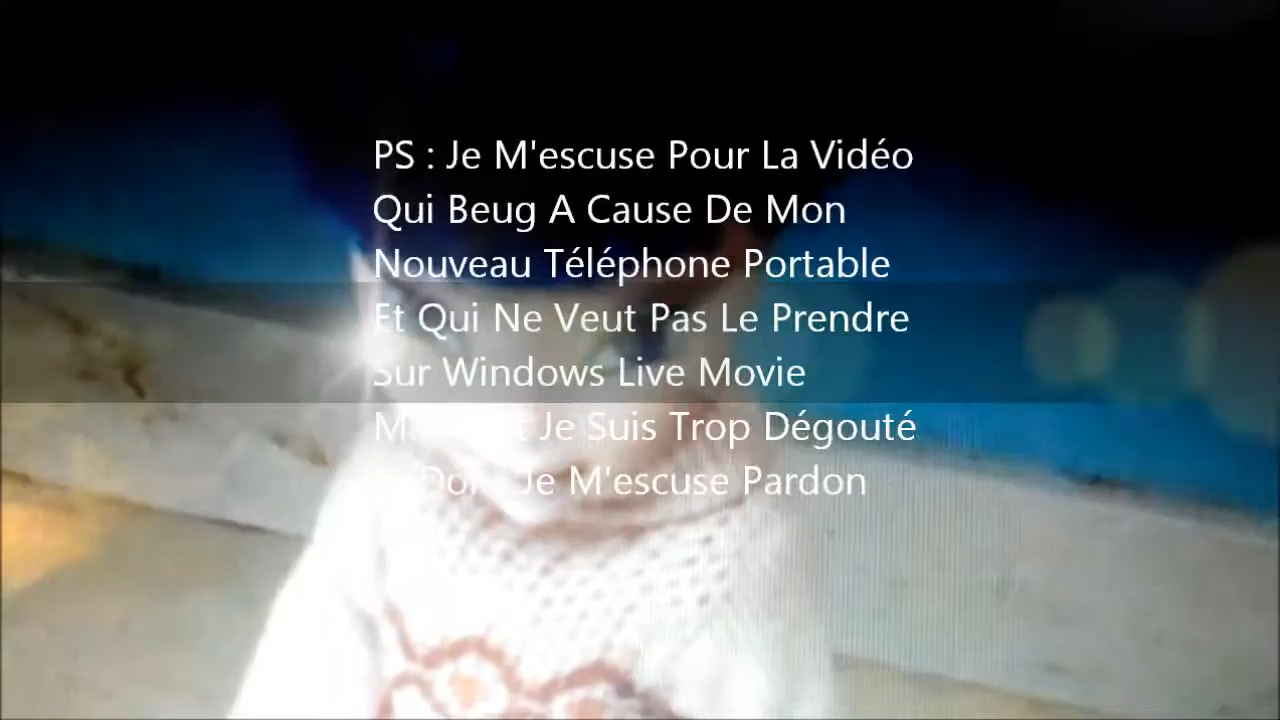 PS : Je M'escuse Pour La Vidéo
Qui Beug A Cause De Mon
Nouveau Téléphone Portable
Et Qui Ne Veut Pas Le Prendre
Sur Windows Live Movie
Je Suis Trop Dégouté
Je M'escuse Pardon